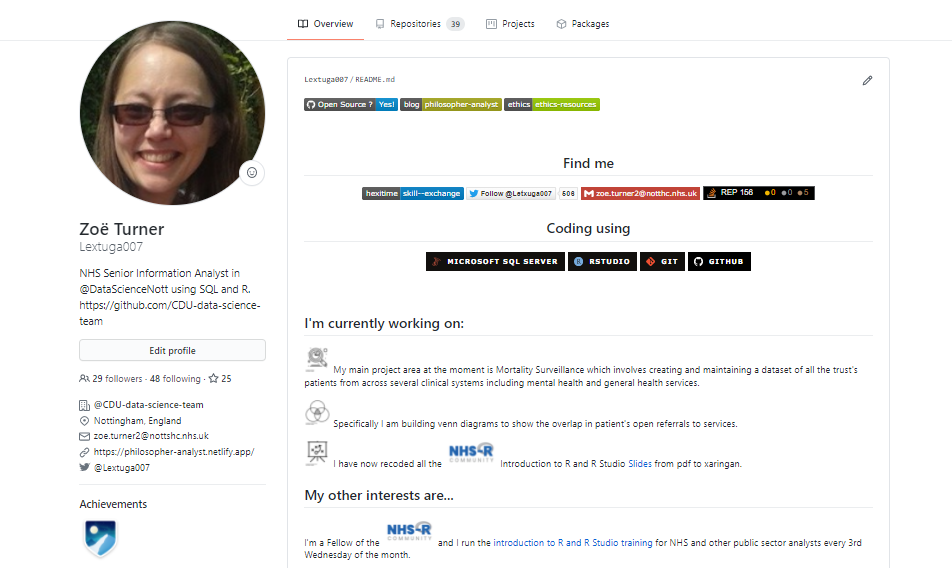 Overview Repositories 39 Projects Packages
Lextuga007 / README.md
Open Source ? Yes! blog philosopher-analyst ethics ethics-resources
Find me
hexitime skill--exchange Follow @Letxuga007 508 zoe.turner2@notthc.nhs.uk REP 156 0 0 5
Coding using
MICROSOFT SQL SERVER RSTUDIO GIT GITHUB
I'm currently working on:
My main project area at the moment is Mortality Surveillance which involves creating and maintaining a dataset of all the trust's
patients from across several clinical systems including mental health and general health services.
Specifically I am building venn diagrams to show the overlap in patient's open referrals to services.
I have now recoded all the NHS-R COMMUNITY Introduction to R and R Studio Slides from pdf to xaringan.
My other interests are...
I'm a Fellow of the NHS-R COMMUNITY and I run the introduction to R and R Studio training for NHS and other public sector analysts every 3rd
Wednesday of the month.
Zoë Turner
Lextuga007
NHS Senior Information Analyst in
@DataScienceNott using SQL and R.
https://github.com/CDU-data-science-
team
Edit profile
29 followers · 48 following · 25
@CDU-data-science-team
Nottingham, England
zoe.turner2@nottshc.nhs.uk
https://philosopher-analyst.netlify.app/
@Lextuga007
Achievements